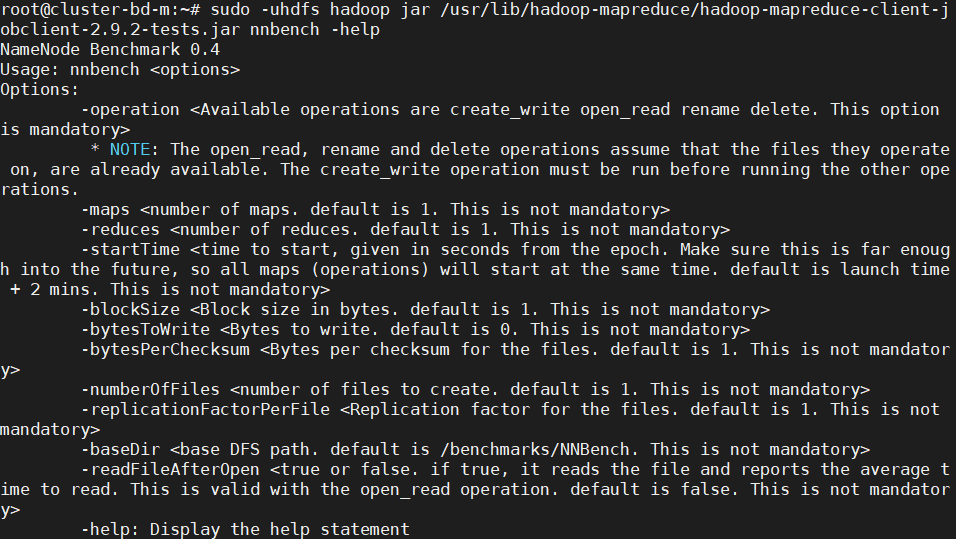 root@cluster-bd-m:~# sudo -uhdfs hadoop jar /usr/lib/hadoop-mapreduce/hadoop-mapreduce-client-j
obclient-2.9.2-tests.jar nnbench -help
NameNode Benchmark 0.4
Usage: nnbench <options>
Options:
        -operation <Available operations are create_write open_read rename delete. This option 
is mandatory>
         * NOTE: The open_read, rename and delete operations assume that the files they operate
 on, are already available. The create_write operation must be run before running the other ope
rations.
        -maps <number of maps. default is 1. This is not mandatory>
        -reduces <number of reduces. default is 1. This is not mandatory>
        -startTime <time to start, given in seconds from the epoch. Make sure this is far enoug
h into the future, so all maps (operations) will start at the same time. default is launch time
 + 2 mins. This is not mandatory>
        -blockSize <Block size in bytes. default is 1. This is not mandatory>
        -bytesToWrite <Bytes to write. default is 0. This is not mandatory>
        -bytesPerChecksum <Bytes per checksum for the files. default is 1. This is not mandator
y>
        -numberOfFiles <number of files to create. default is 1. This is not mandatory>
        -replicationFactorPerFile <Replication factor for the files. default is 1. This is not 
mandatory>
        -baseDir <base DFS path. default is /benchmarks/NNBench. This is not mandatory>
        -readFileAfterOpen <true or false. if true, it reads the file and reports the average t
ime to read. This is valid with the open_read operation. default is false. This is not mandator
y>
        -help: Display the help statement